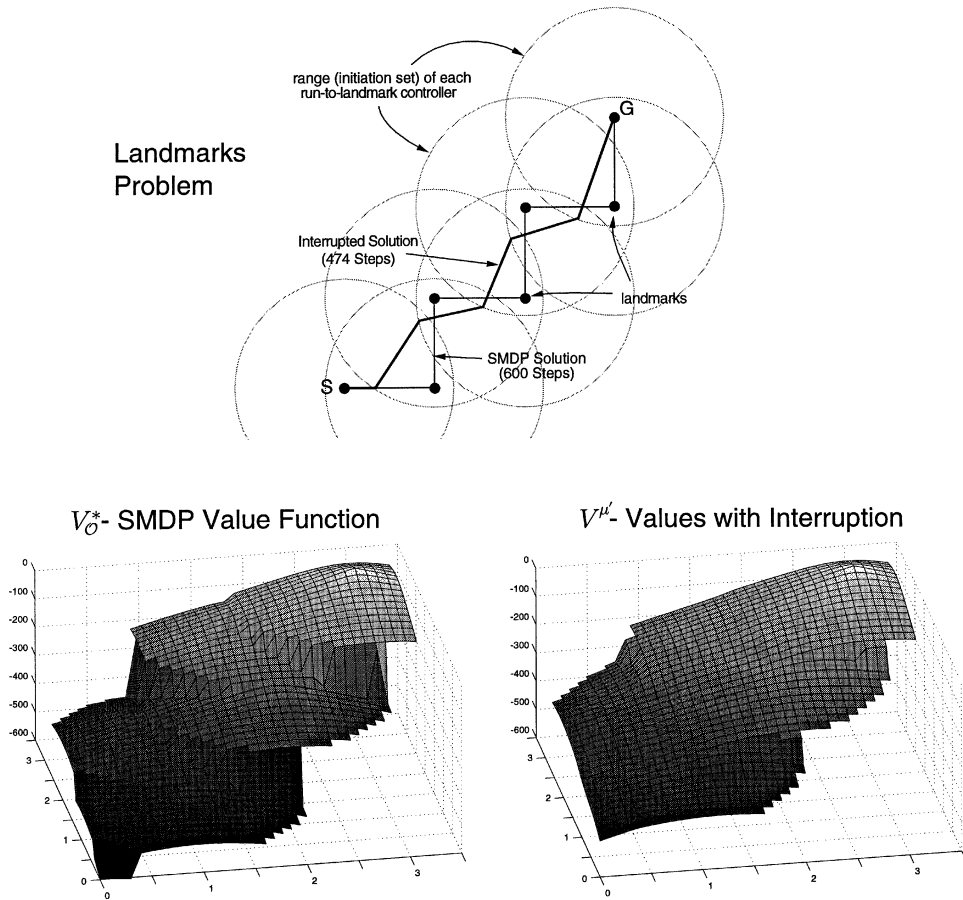 range (initiation set) of each
run-to-landmark controller
G
Landmarks
Problem
Interrupted Solution
(474 Steps)
landmarks
SMDP Solution
(600 Steps)
S
V*O - SMDP Value Function
Vμ' - Values with Interruption
0
-100
-200
-300
-400
-500
-600
3
2
1
0
0
1
2
3
0
-100
-200
-300
-400
-500
-600
3
2
1
0
0
1
2
3